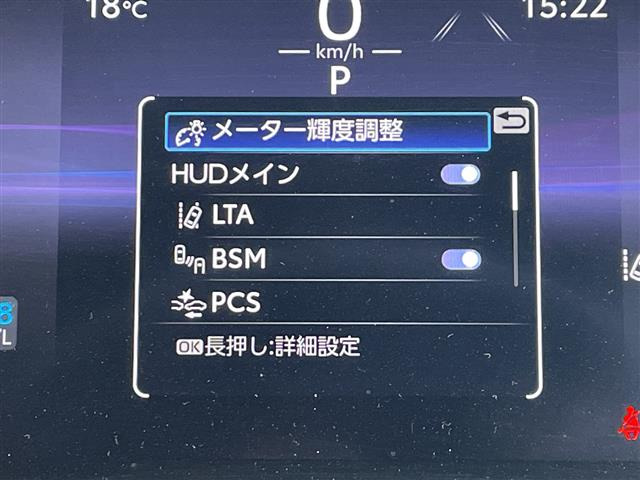 18℃
15:22
0
km/h
P
メーター輝度調整
HUDメイン
LTA
BSM
PCS
OK長押し:詳細設定
8
/L